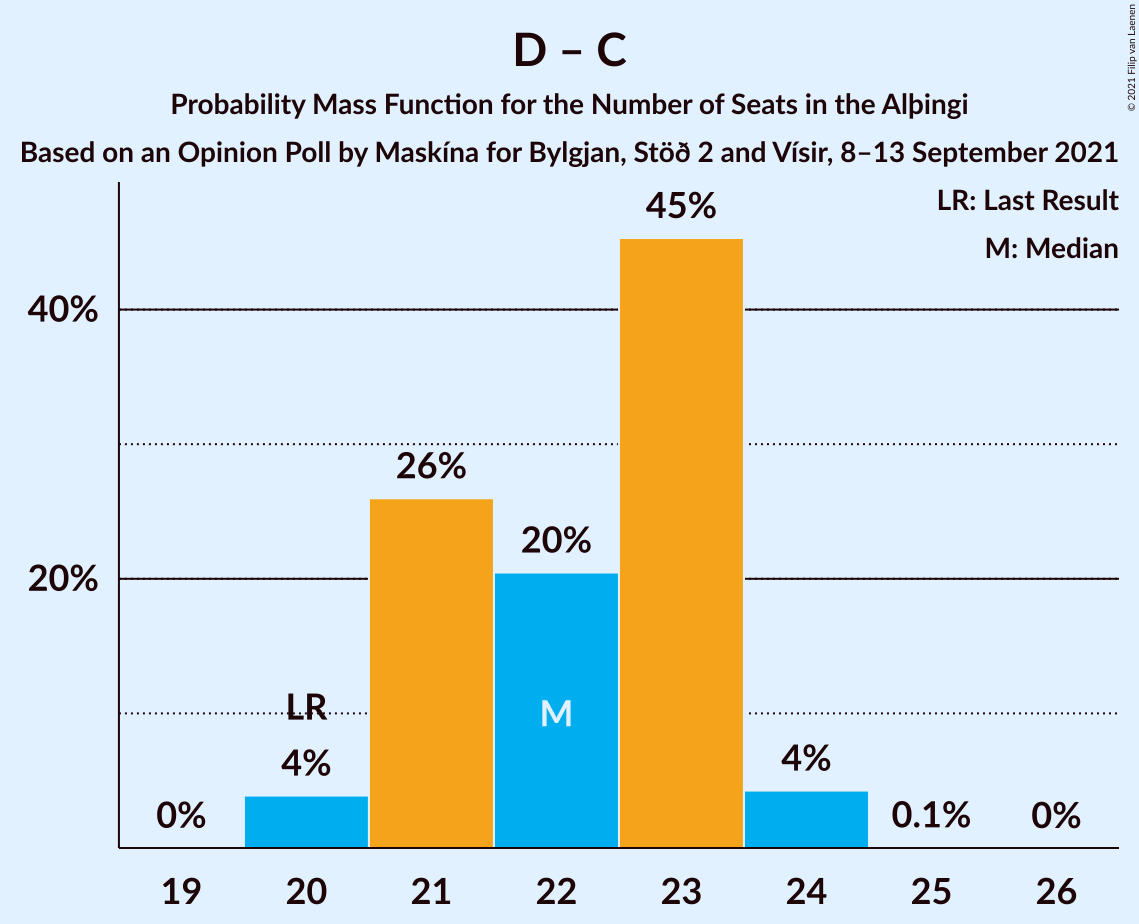 D – C
Probability Mass Function for the Number of Seats in the Alþingi
Based on an Opinion Poll by Maskína for Bylgjan, Stöð 2 and Vísir, 8–13 September 2021
© 2021 Filip van Laenen
LR: Last Result
M: Median
40%
20%
0%
LR
4%
26%
20%
M
45%
4%
0.1%
0%
19 20 21 22 23 24 25 26